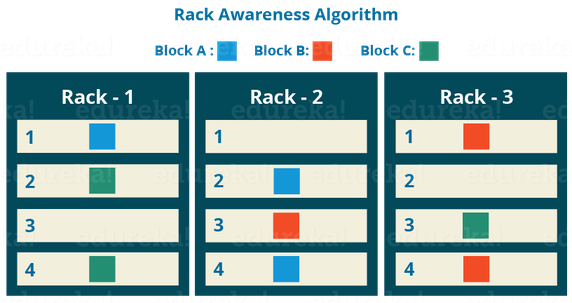 Rack Awareness Algorithm
Block A : Block B: Block C:
Rack - 1 Rack - 2 Rack - 3
1 1 1
2 2 2
3 3 3
4 4 4
edureka!